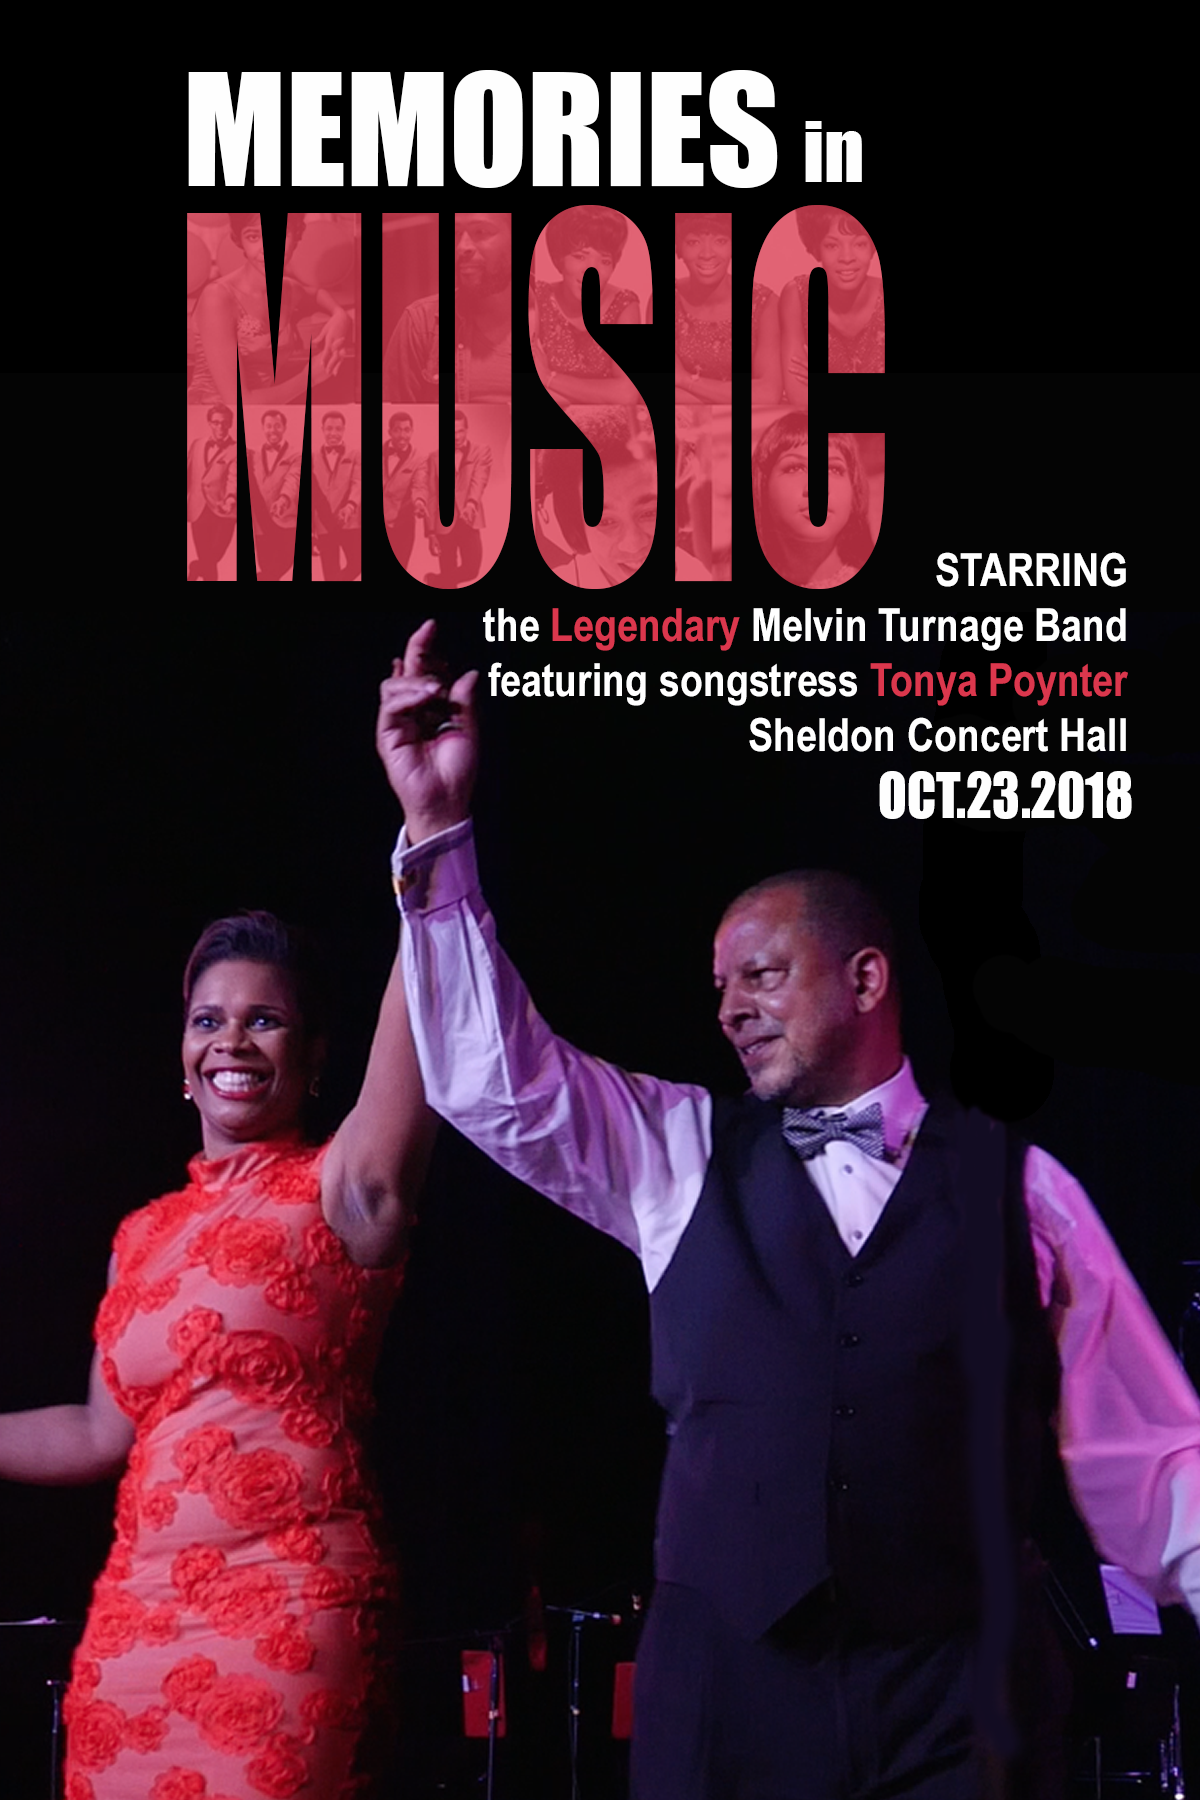 MEMORIES in
MUSIC
STARRING
the Legendary Melvin Turnage Band
featuring songstress Tonya Poynter
Sheldon Concert Hall
OCT.23.2018